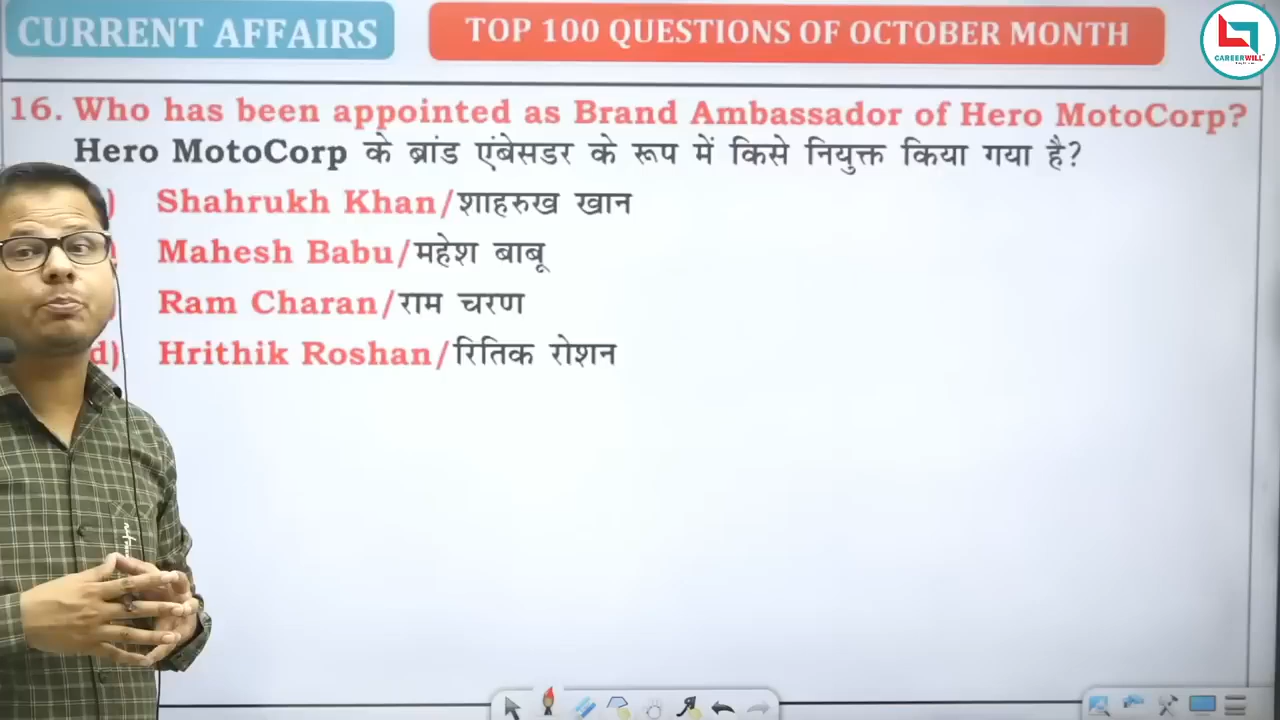 CURRENT AFFAIRS
TOP 100 QUESTIONS OF OCTOBER MONTH
CAREERWILL
16. Who has been appointed as Brand Ambassador of Hero MotoCorp?
Hero MotoCorp के ब्रांड एंबेसडर के रूप में किसे नियुक्त किया गया है?
) Shahrukh Khan/शाहरुख खान
) Mahesh Babu/महेश बाबू
) Ram Charan/राम चरण
d) Hrithik Roshan/रितिक रोशन